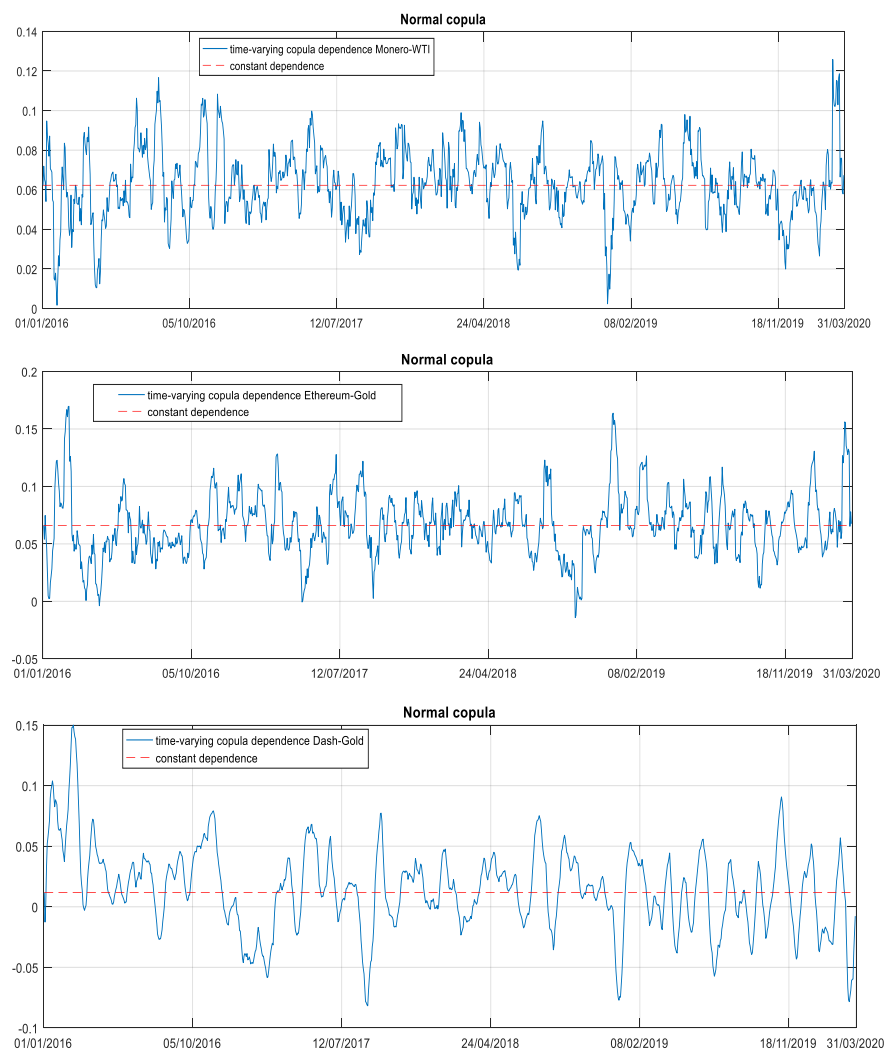 Normal copula
0.14
time-varying copula dependence Monero-WTI
constant dependence
0.12
0.1
0.08
0.06
0.04
0.02
0
01/01/2016 05/10/2016 12/07/2017 24/04/2018 08/02/2019 18/11/2019 31/03/2020
Normal copula
0.2
time-varying copula dependence Ethereum-Gold
constant dependence
0.15
0.1
0.05
0
-0.05
01/01/2016 05/10/2016 12/07/2017 24/04/2018 08/02/2019 18/11/2019 31/03/2020
Normal copula
0.15
time-varying copula dependence Dash-Gold
constant dependence
0.1
0.05
0
-0.05
-0.1
01/01/2016 05/10/2016 12/07/2017 24/04/2018 08/02/2019 18/11/2019 31/03/2020